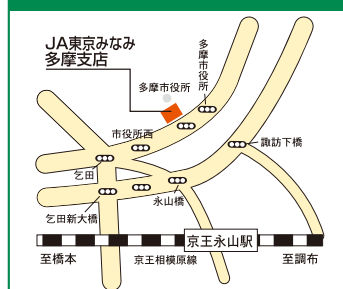 JA東京みなみ
多摩支店
多摩市役所
多摩市役所
市役所西
乞田
諏訪下橋
永山橋
乞田新大橋
京王永山駅
至橋本
京王相模原線
至調布